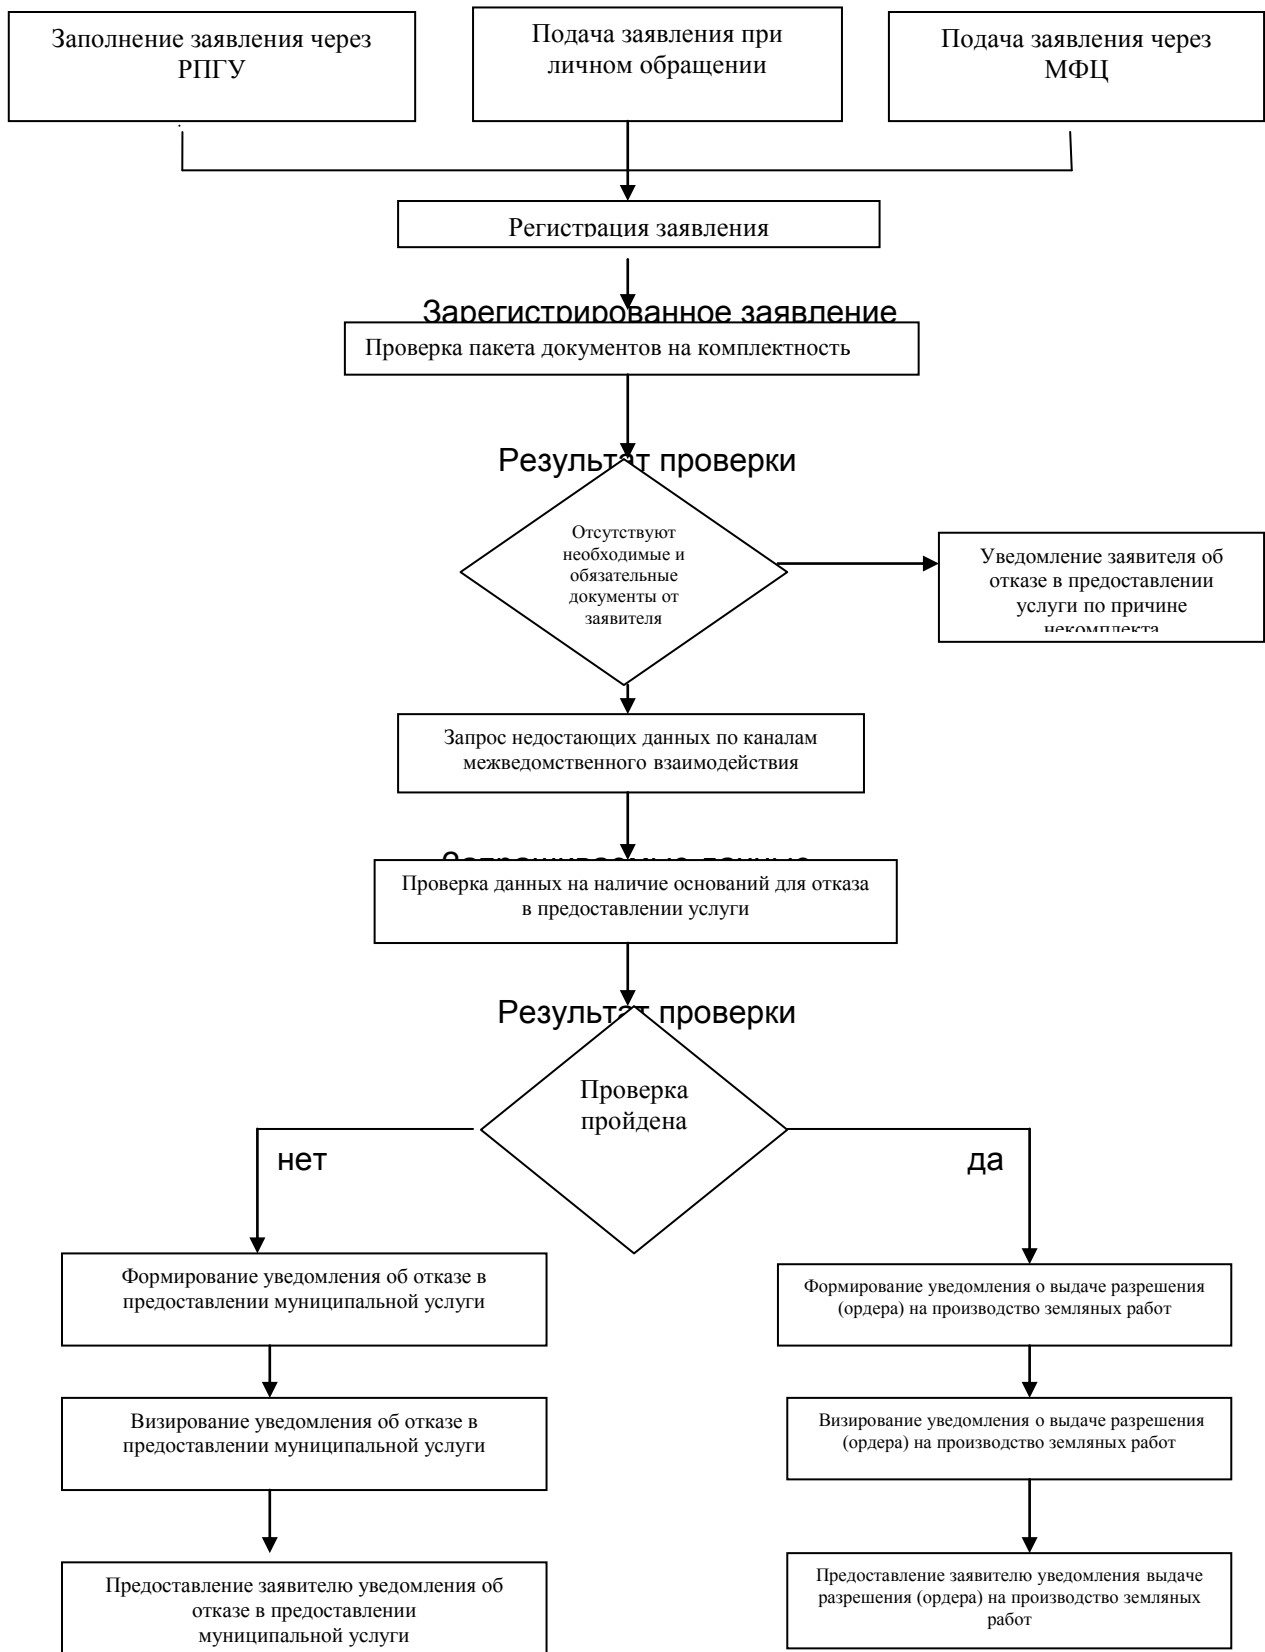 Заполнение заявления через
РПГУ
Подача заявления при
личном обращении
Подача заявления через
МФЦ
Регистрация заявления
Зарегистрированное заявление
Проверка пакета документов на комплектность
Результат проверки
Отсутствуют
необходимые и
обязательные
документы от
заявителя
Уведомление заявителя об
отказе в предоставлении
услуги по причине
некомплекта
Запрос недостающих данных по каналам
межведомственного взаимодействия
Запрашиваемые данные
Проверка данных на наличие оснований для отказа
в предоставлении услуги
Результат проверки
Проверка
пройдена
нет
да
Формирование уведомления об отказе в
предоставлении муниципальной услуги
Формирование уведомления о выдаче разрешения
(ордера) на производство земляных работ
Визирование уведомления об отказе в
предоставлении муниципальной услуги
Визирование уведомления о выдаче разрешения
(ордера) на производство земляных работ
Предоставление заявителю уведомления об
отказе в предоставлении
муниципальной услуги
Предоставление заявителю уведомления выдаче
разрешения (ордера) на производство земляных
работ